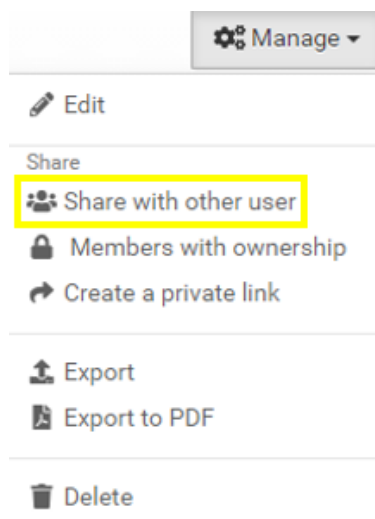 Manage
Edit
Share
Share with other user
Members with ownership
Create a private link
Export
Export to PDF
Delete